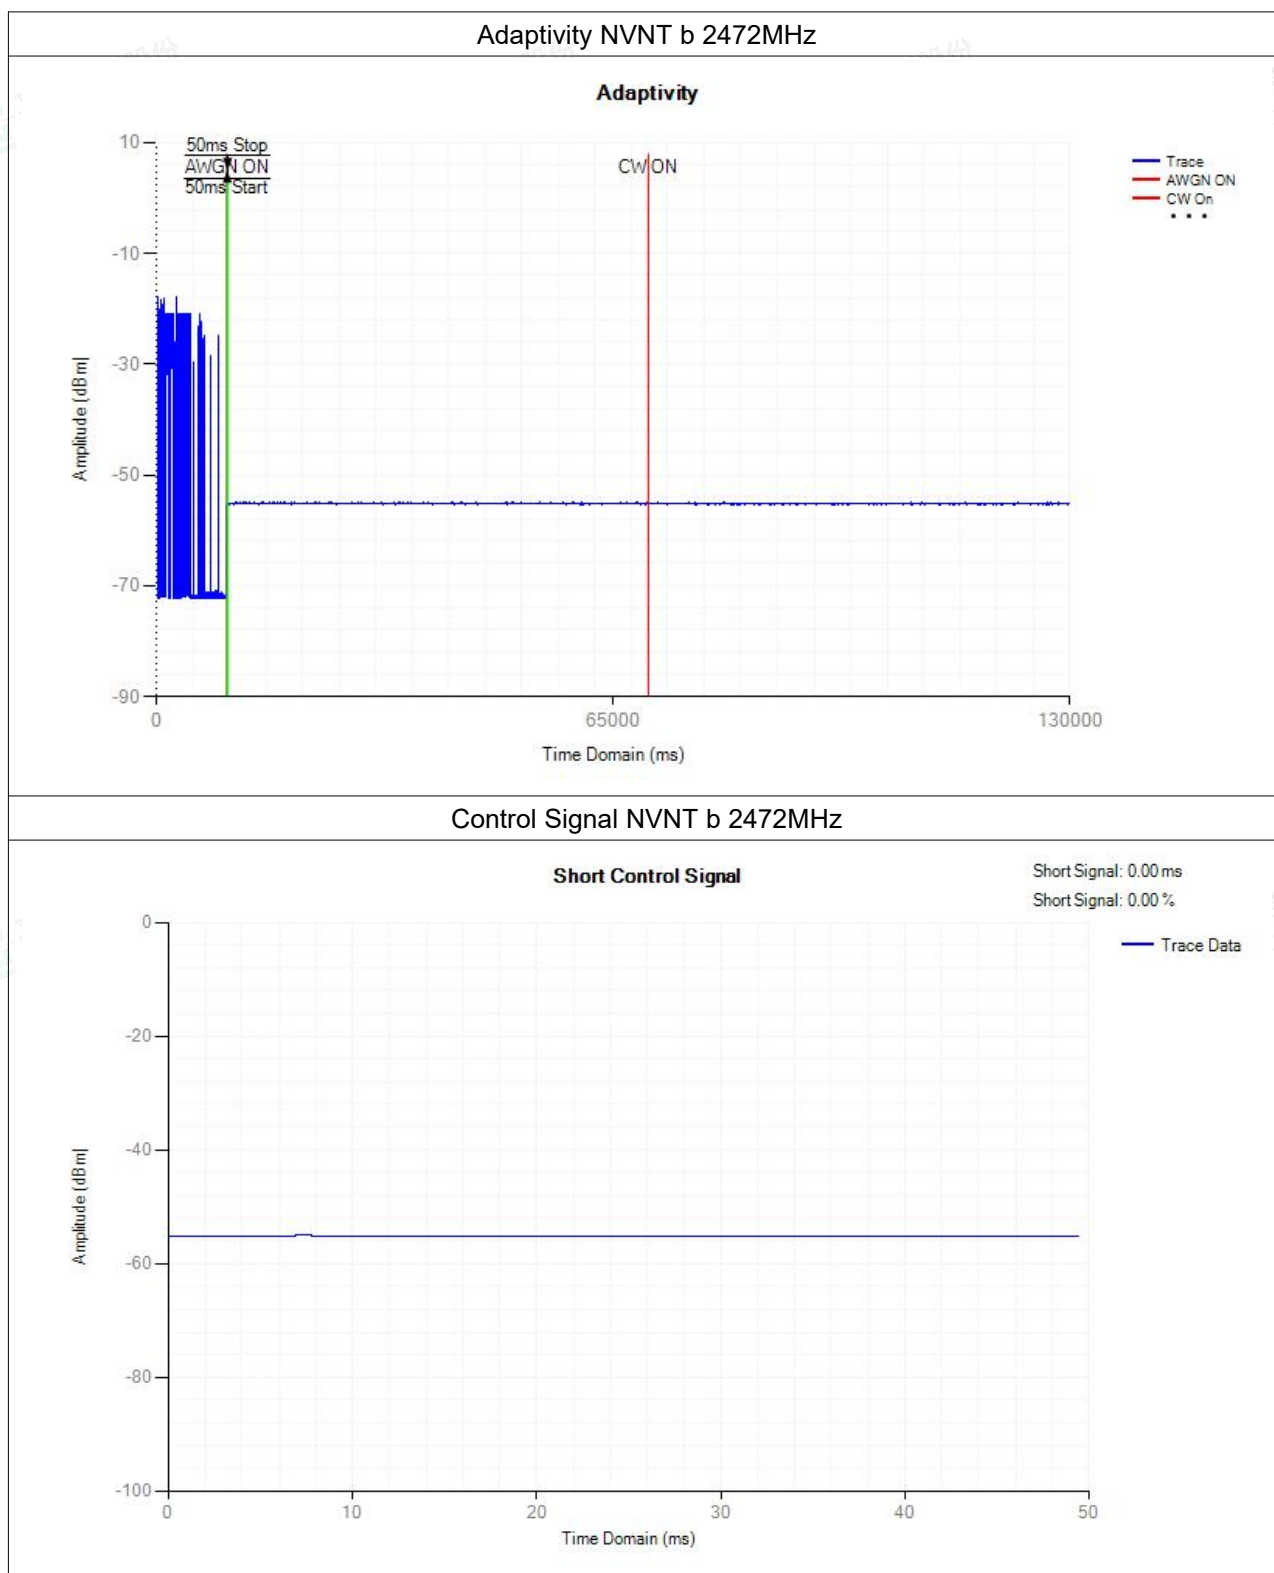 Adaptivity NVNT b 2472MHz
Adaptivity
10
-10
-30
-50
-70
-90
Amplitude (dBm)
50ms Stop
AWGN ON
50ms Start
CW ON
Trace
AWGN ON
CW On
0
65000
130000
Time Domain (ms)
Control Signal NVNT b 2472MHz
Short Control Signal
Short Signal: 0.00 ms
Short Signal: 0.00 %
Trace Data
0
-20
-40
-60
-80
-100
Amplitude (dBm)
0
10
20
30
40
50
Time Domain (ms)